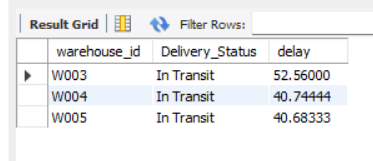 Result Grid Filter Rows:
warehouse_id Delivery_Status delay
W003 In Transit 52.56000
W004 In Transit 40.74444
W005 In Transit 40.68333